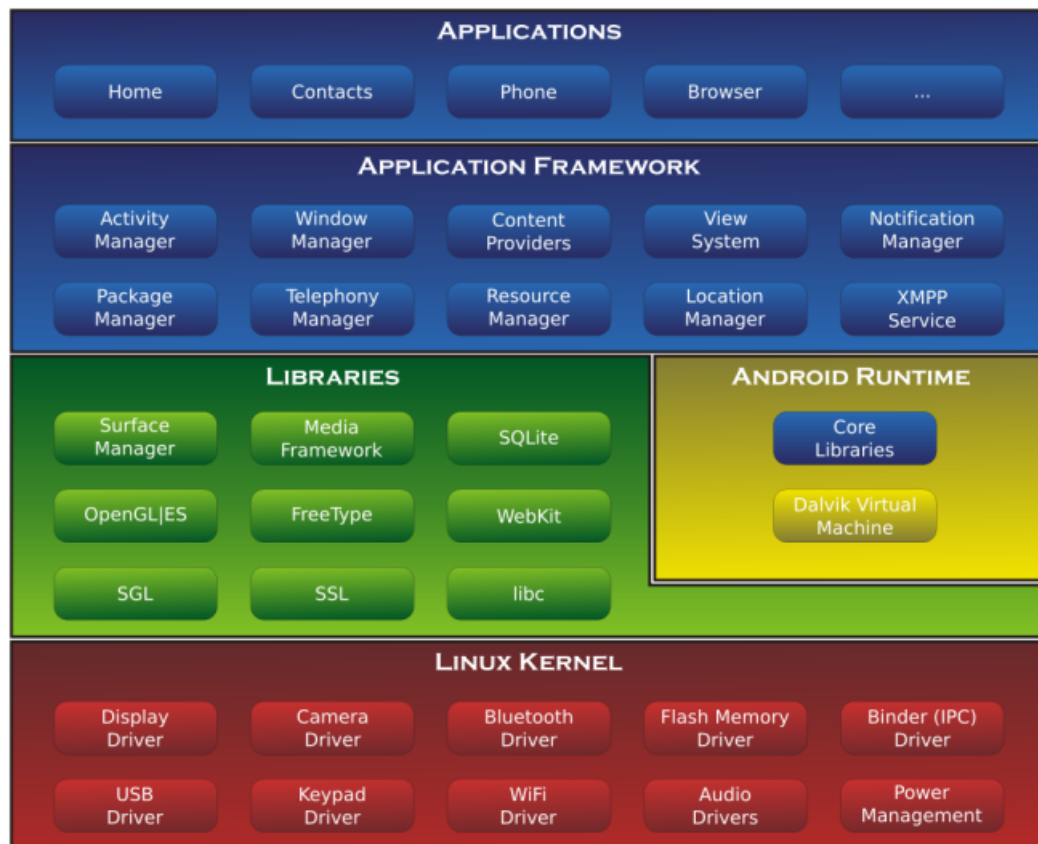 APPLICATIONS
Home
Contacts
Phone
Browser
...
APPLICATION FRAMEWORK
Activity
Manager
Window
Manager
Content
Providers
View
System
Notification
Manager
Package
Manager
Telephony
Manager
Resource
Manager
Location
Manager
XMPP
Service
LIBRARIES
Surface
Manager
Media
Framework
SQLite
OpenGL|ES
FreeType
WebKit
SGL
SSL
libc
ANDROID RUNTIME
Core
Libraries
Dalvik Virtual
Machine
LINUX KERNEL
Display
Driver
Camera
Driver
Bluetooth
Driver
Flash Memory
Driver
Binder (IPC)
Driver
USB
Driver
Keypad
Driver
WiFi
Driver
Audio
Drivers
Power
Management